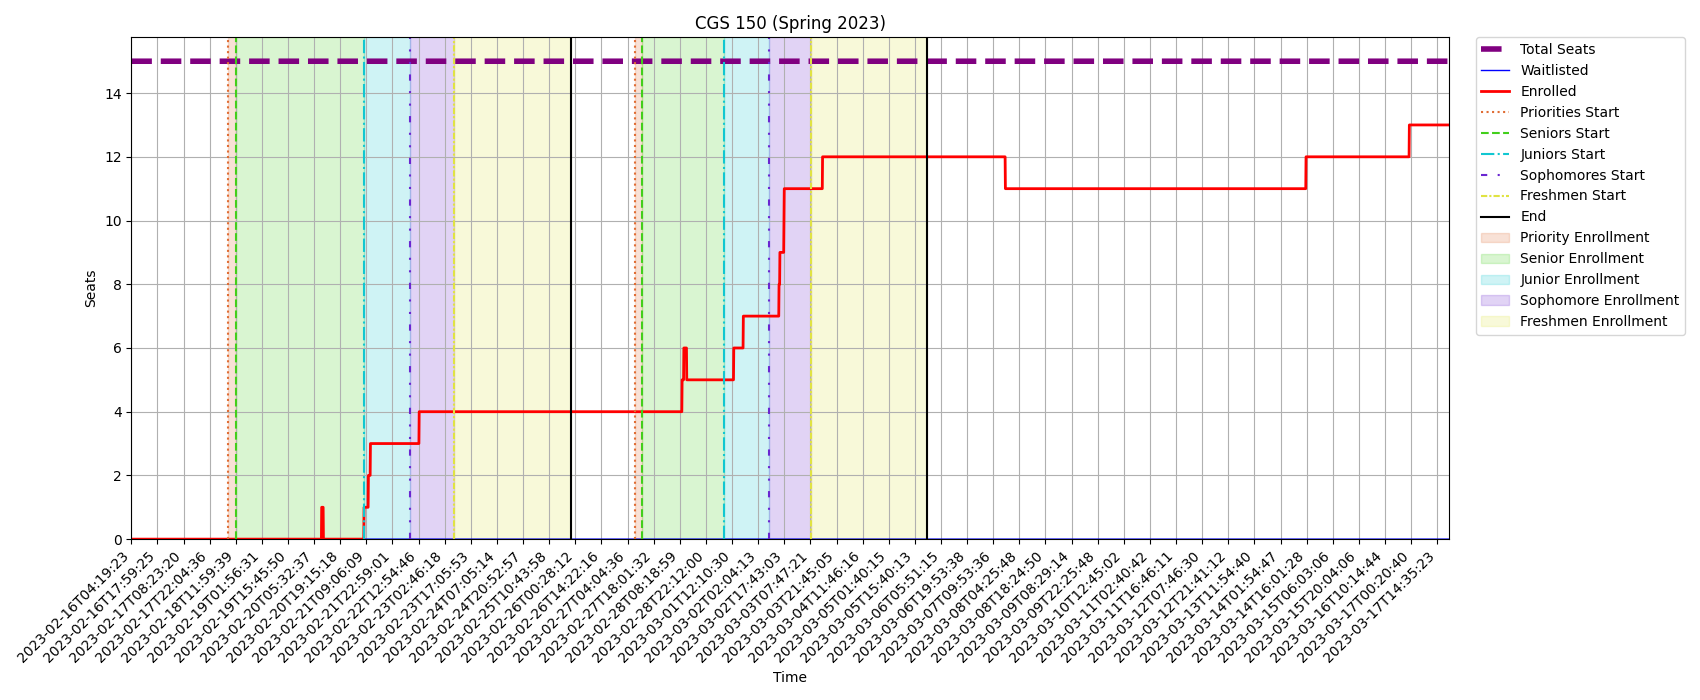 CGS 150 (Spring 2023)
Total Seats
Waitlisted
Enrolled
Priorities Start
Seniors Start
Juniors Start
Sophomores Start
Freshmen Start
End
Priority Enrollment
Senior Enrollment
Junior Enrollment
Sophomore Enrollment
Freshmen Enrollment
Seats
14
12
10
8
6
4
2
0
2023-02-16T04:19:23
2023-02-16T17:59:25
2023-02-17T08:23:20
2023-02-17T22:04:36
2023-02-18T11:59:39
2023-02-19T01:56:31
2023-02-19T15:45:50
2023-02-20T05:32:37
2023-02-20T19:15:18
2023-02-21T09:06:09
2023-02-21T22:59:01
2023-02-22T12:54:46
2023-02-23T02:46:18
2023-02-23T17:05:53
2023-02-24T07:05:14
2023-02-24T20:52:57
2023-02-25T10:43:58
2023-02-26T00:28:12
2023-02-26T14:22:16
2023-02-27T04:04:36
2023-02-27T18:01:32
2023-02-28T08:18:59
2023-02-28T22:12:00
2023-03-01T12:10:30
2023-03-02T02:04:13
2023-03-02T17:43:03
2023-03-03T07:47:21
2023-03-03T21:45:05
2023-03-04T11:46:16
2023-03-05T01:40:15
2023-03-05T15:40:13
2023-03-06T05:51:15
2023-03-06T19:53:38
2023-03-07T09:53:36
2023-03-08T04:25:48
2023-03-08T18:24:50
2023-03-09T08:29:14
2023-03-09T22:25:48
2023-03-10T12:45:02
2023-03-11T02:40:42
2023-03-11T16:46:11
2023-03-12T07:46:30
2023-03-12T21:41:12
2023-03-13T11:54:40
2023-03-14T01:54:47
2023-03-14T16:01:28
2023-03-15T06:03:06
2023-03-15T20:04:06
2023-03-16T10:14:44
2023-03-17T00:20:40
2023-03-17T14:35:23
Time